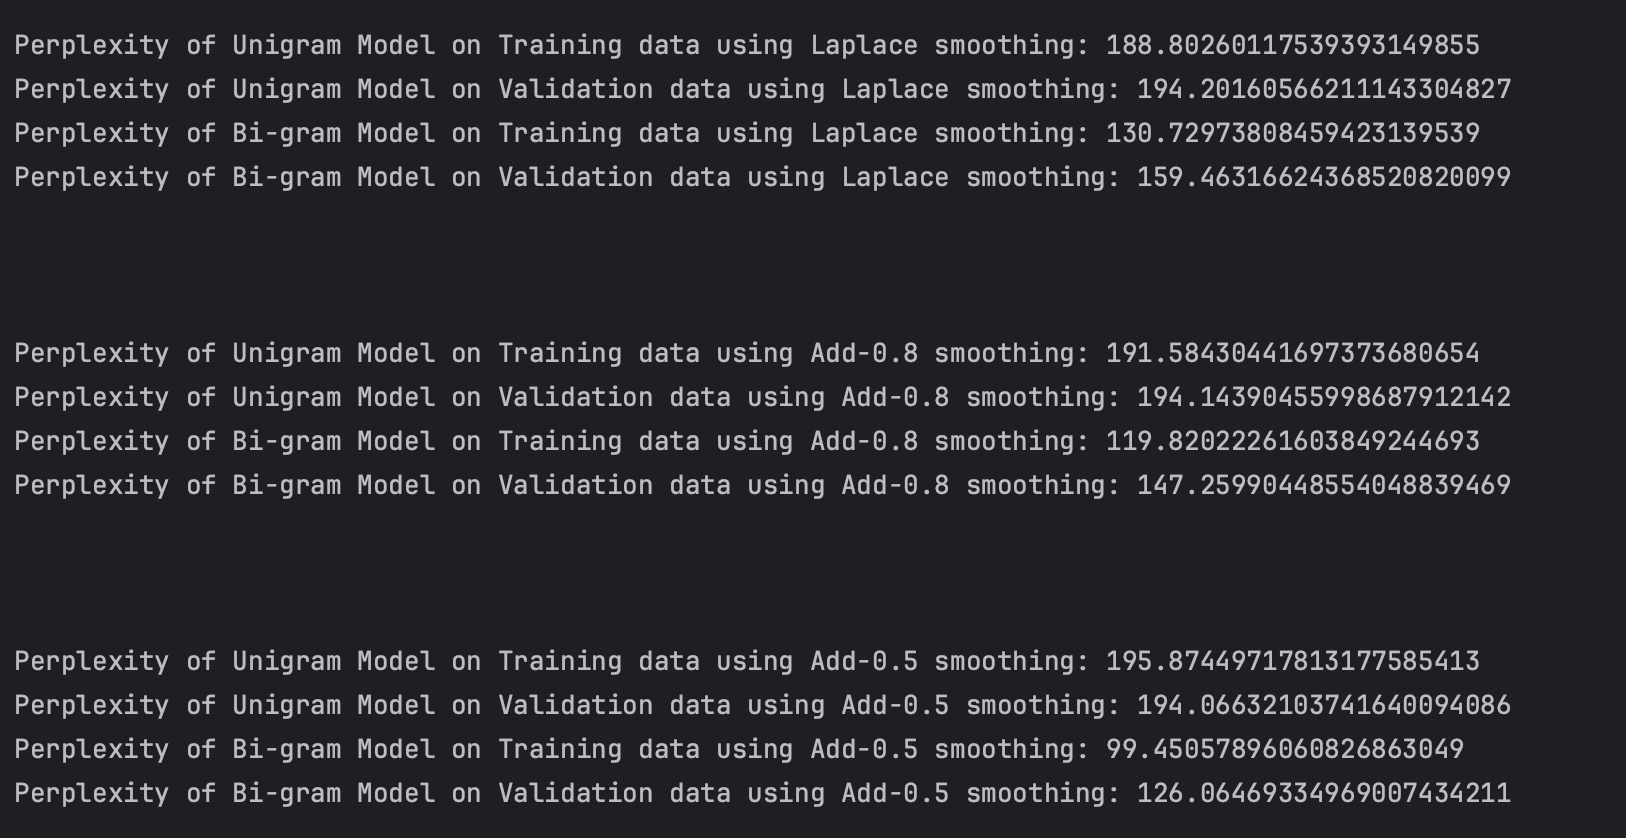 Perplexity of Unigram Model on Training data using Laplace smoothing: 188.80260117539393149855
Perplexity of Unigram Model on Validation data using Laplace smoothing: 194.20160566211143304827
Perplexity of Bi-gram Model on Training data using Laplace smoothing: 130.72973808459423139539
Perplexity of Bi-gram Model on Validation data using Laplace smoothing: 159.46316624368520820099
Perplexity of Unigram Model on Training data using Add-0.8 smoothing: 191.58430441697373680654
Perplexity of Unigram Model on Validation data using Add-0.8 smoothing: 194.14390455998687912142
Perplexity of Bi-gram Model on Training data using Add-0.8 smoothing: 119.82022261603849244693
Perplexity of Bi-gram Model on Validation data using Add-0.8 smoothing: 147.25990448554048839469
Perplexity of Unigram Model on Training data using Add-0.5 smoothing: 195.87449717813177585413
Perplexity of Unigram Model on Validation data using Add-0.5 smoothing: 194.06632103741640094086
Perplexity of Bi-gram Model on Training data using Add-0.5 smoothing: 99.45057896060826863049
Perplexity of Bi-gram Model on Validation data using Add-0.5 smoothing: 126.06469334969007434211